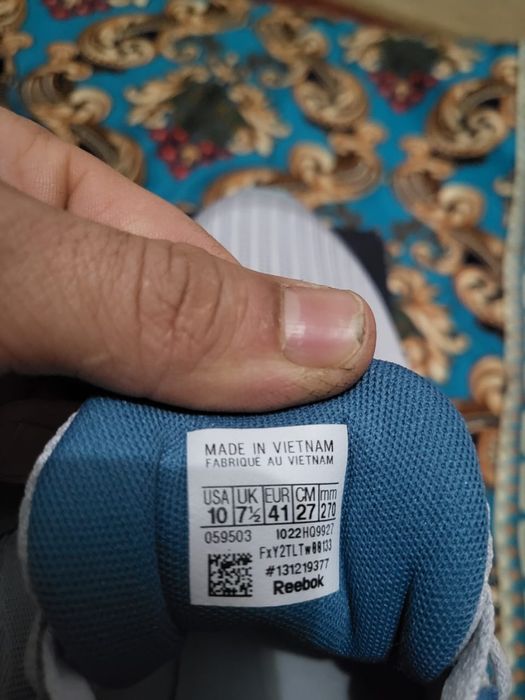 MADE IN VIETNAM
FABRIQUE AU VIETNAM
USA UK EUR CM mm
10 7½ 41 27 270
059503 1022HQ9927
FxY2TLTw00133
#131219377
Reebok